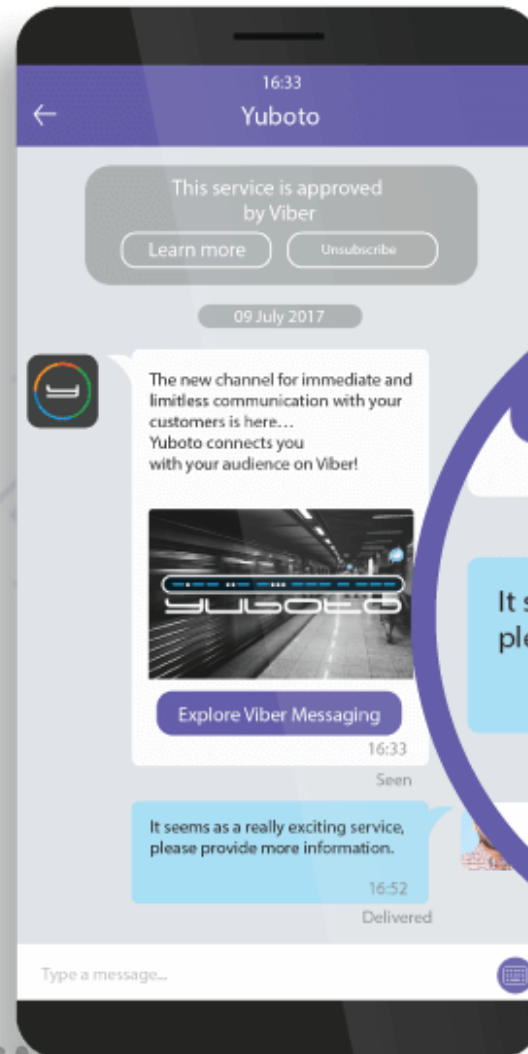 16:33
Yuboto
This service is approved
by Viber
Learn more
Unsubscribe
09 July 2017
The new channel for immediate and
limitless communication with your
customers is here…
Yuboto connects you
with your audience on Viber!
yuboto
Explore Viber Messaging
16:33
Seen
It seems as a really exciting service,
please provide more information.
16:52
Delivered
It s
ple
Type a message...